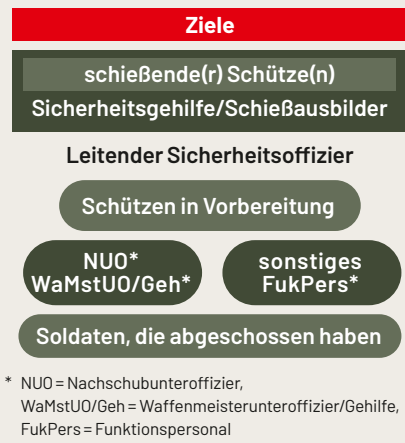 Ziele
schießende(r) Schütze(n)
Sicherheitsgehilfe/Schießausbilder
Leitender Sicherheitsoffizier
Schützen in Vorbereitung
NUO*
WaMstUO/Geh*
sonstiges
FukPers*
Soldaten, die abgeschossen haben
* NUO = Nachschubunteroffizier,
WaMstUO/Geh = Waffenmeisterunteroffizier/Gehilfe,
FukPers = Funktionspersonal